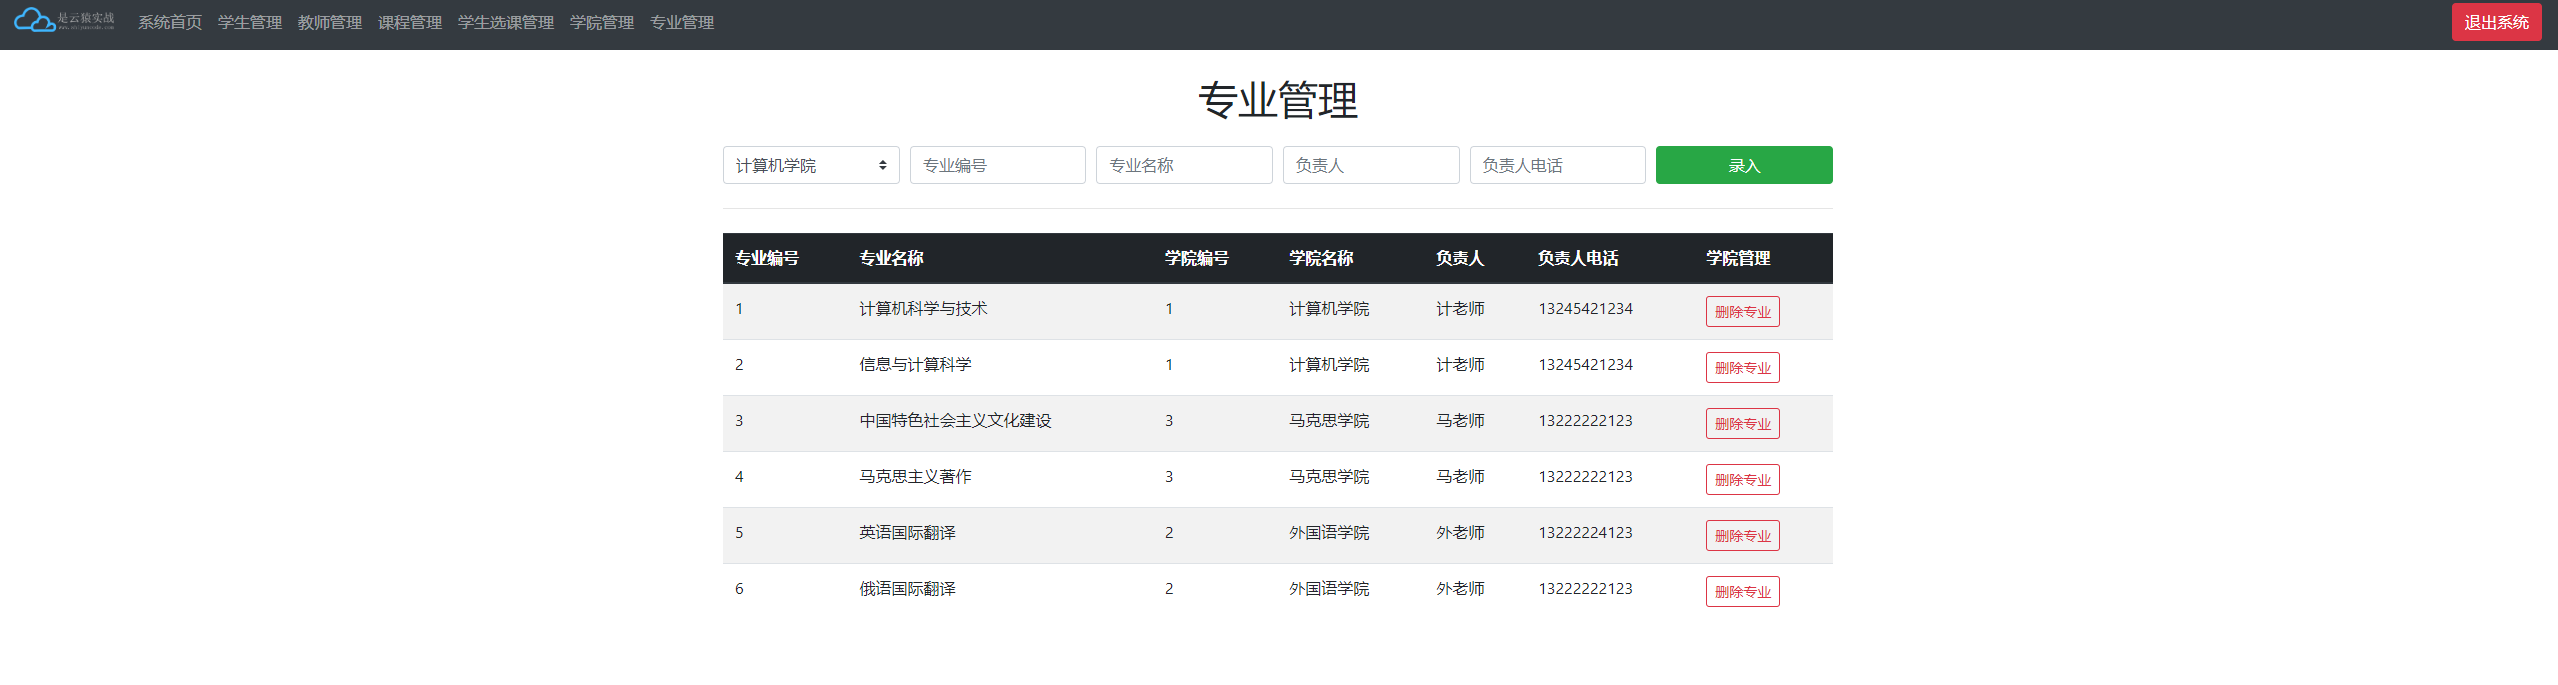 是云猿实战
系统首页 学生管理 教师管理 课程管理 学生选课管理 学院管理 专业管理 退出系统
专业管理
计算机学院 专业编号 专业名称 负责人 负责人电话 录入
专业编号 专业名称 学院编号 学院名称 负责人 负责人电话 学院管理
1 计算机科学与技术 1 计算机学院 计老师 13245421234 删除专业
2 信息与计算科学 1 计算机学院 计老师 13245421234 删除专业
3 中国特色社会主义文化建设 3 马克思学院 马老师 13222222123 删除专业
4 马克思主义著作 3 马克思学院 马老师 13222222123 删除专业
5 英语国际翻译 2 外国语学院 外老师 13222224123 删除专业
6 俄语国际翻译 2 外国语学院 外老师 13222222123 删除专业